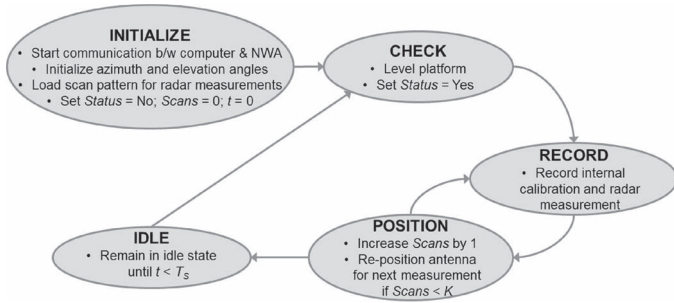 INITIALIZE
• Start communication b/w computer & NWA
• Initialize azimuth and elevation angles
• Load scan pattern for radar measurements
• Set Status = No; Scans = 0; t = 0
CHECK
• Level platform
• Set Status = Yes
RECORD
• Record internal
calibration and radar
measurement
POSITION
• Increase Scans by 1
• Re-position antenna
for next measurement
if Scans < K
IDLE
• Remain in idle state
until t < Ts